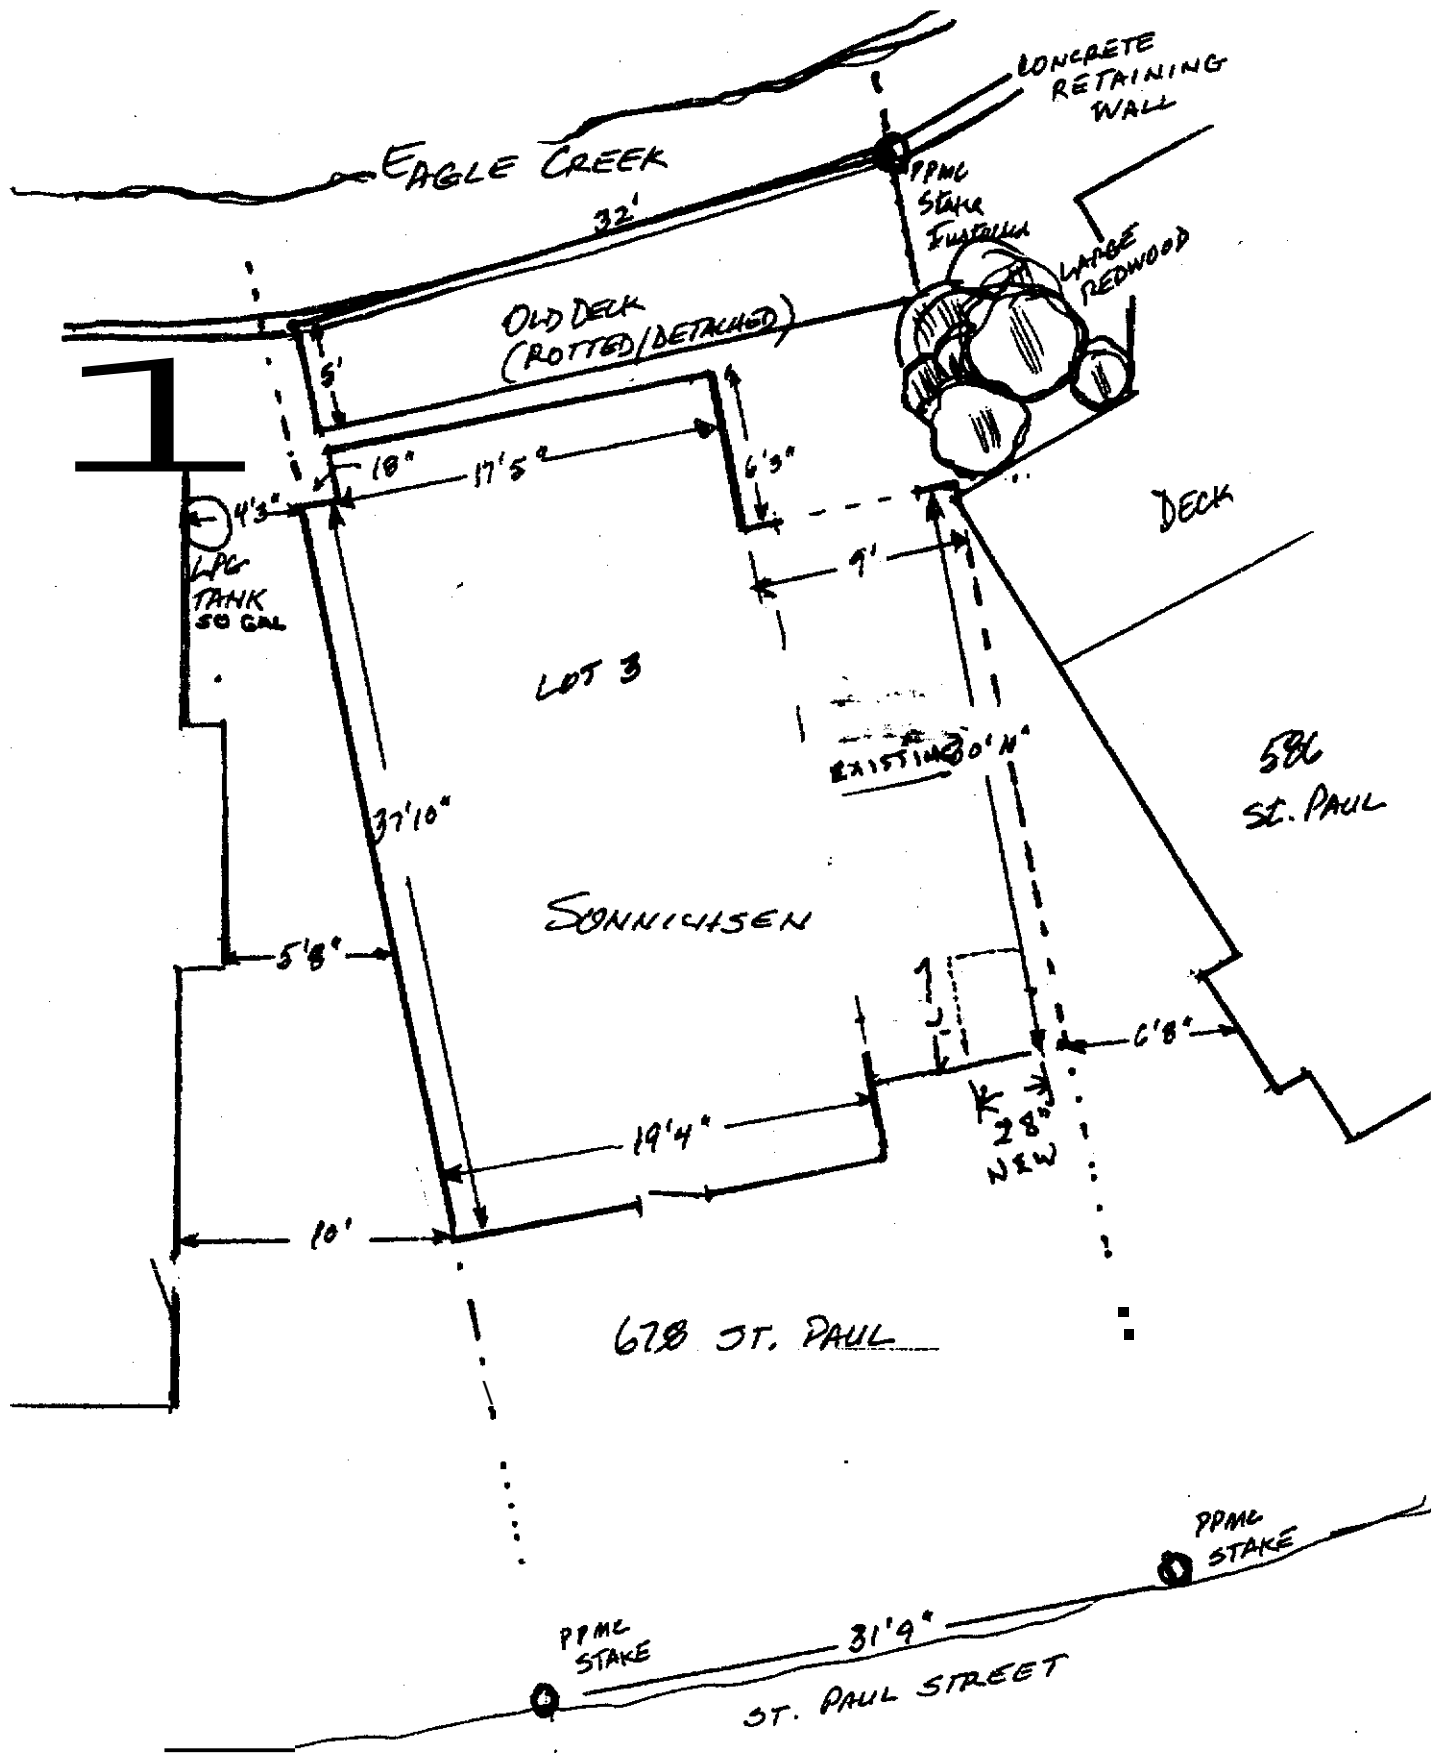 CONCRETE
RETAINING
WALL
EAGLE CREEK
PPMC
Stake
Installed
32'
LARGE
REDWOOD
OLD DECK
(ROTTED/DETACHED)
5'
18"
17'5"
6'3"
4'3"
DECK
9'
LPG
TANK
50 GAL
LOT 3
EXISTING
586
ST. PAUL
37'10"
SONNICHSEN
5'8"
6'8"
19'4"
28"
NEW
10'
678 ST. PAUL
PPMC
STAKE
PPMC
STAKE
31'9"
ST. PAUL STREET